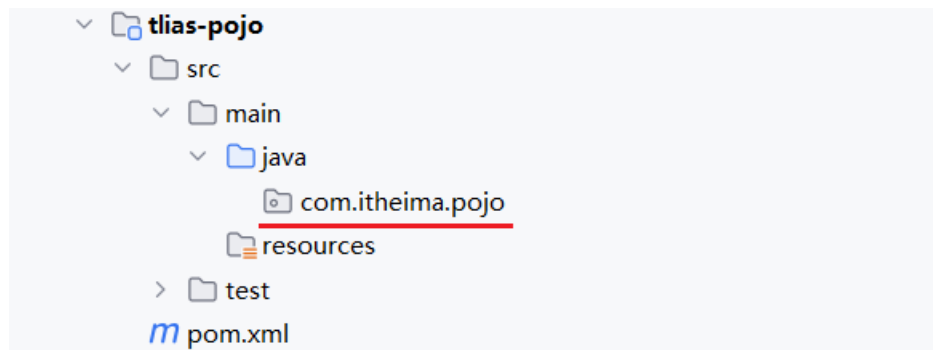 tlias-pojo
src
main
java
com.itheima.pojo
resources
test
m pom.xml